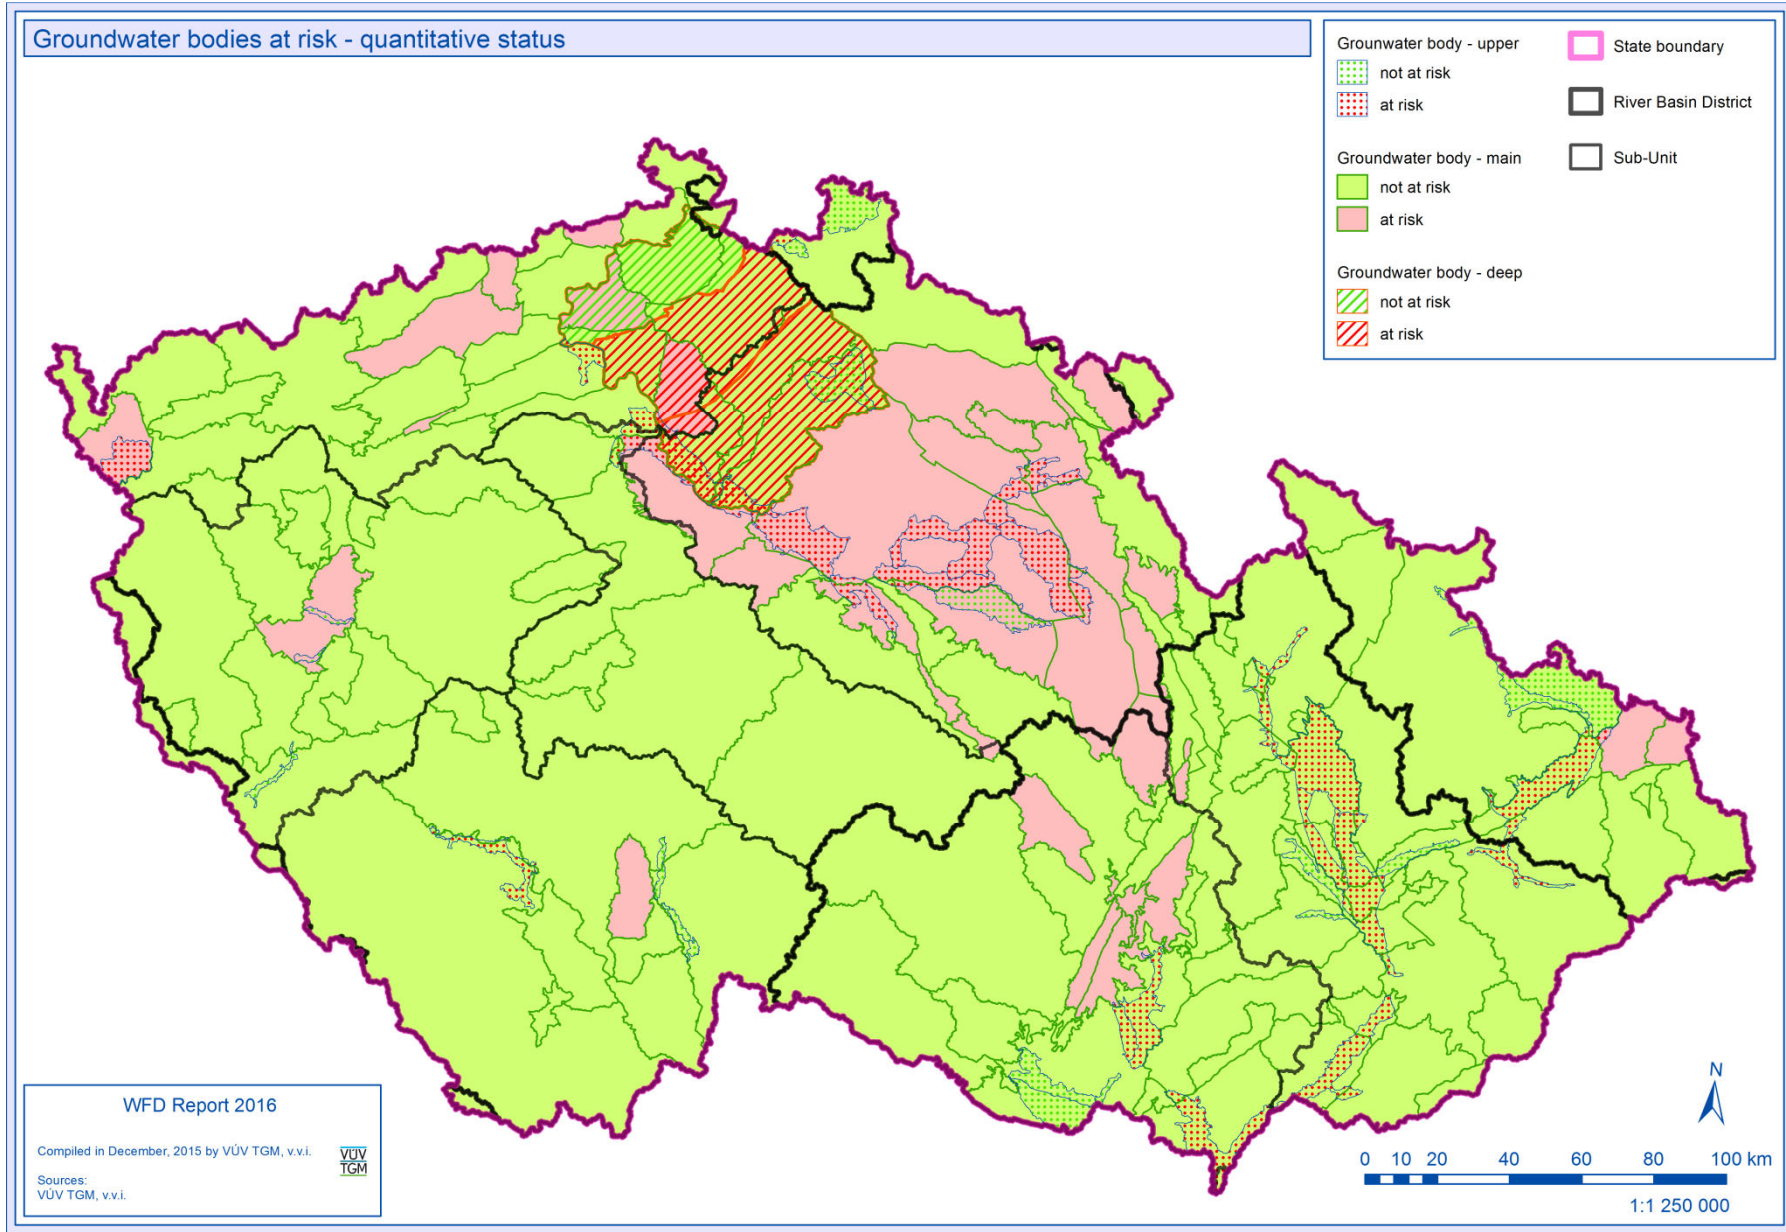 Groundwater bodies at risk - quantitative status
Grounwater body - upper
not at risk
at risk
Groundwater body - main
not at risk
at risk
Groundwater body - deep
not at risk
at risk
State boundary
River Basin District
Sub-Unit
WFD Report 2016
Compiled in December, 2015 by VÚV TGM, v.v.i.
Sources:
VÚV TGM, v.v.i.
VÚV
TGM
N
0 10 20 40 60 80 100 km
1:1 250 000